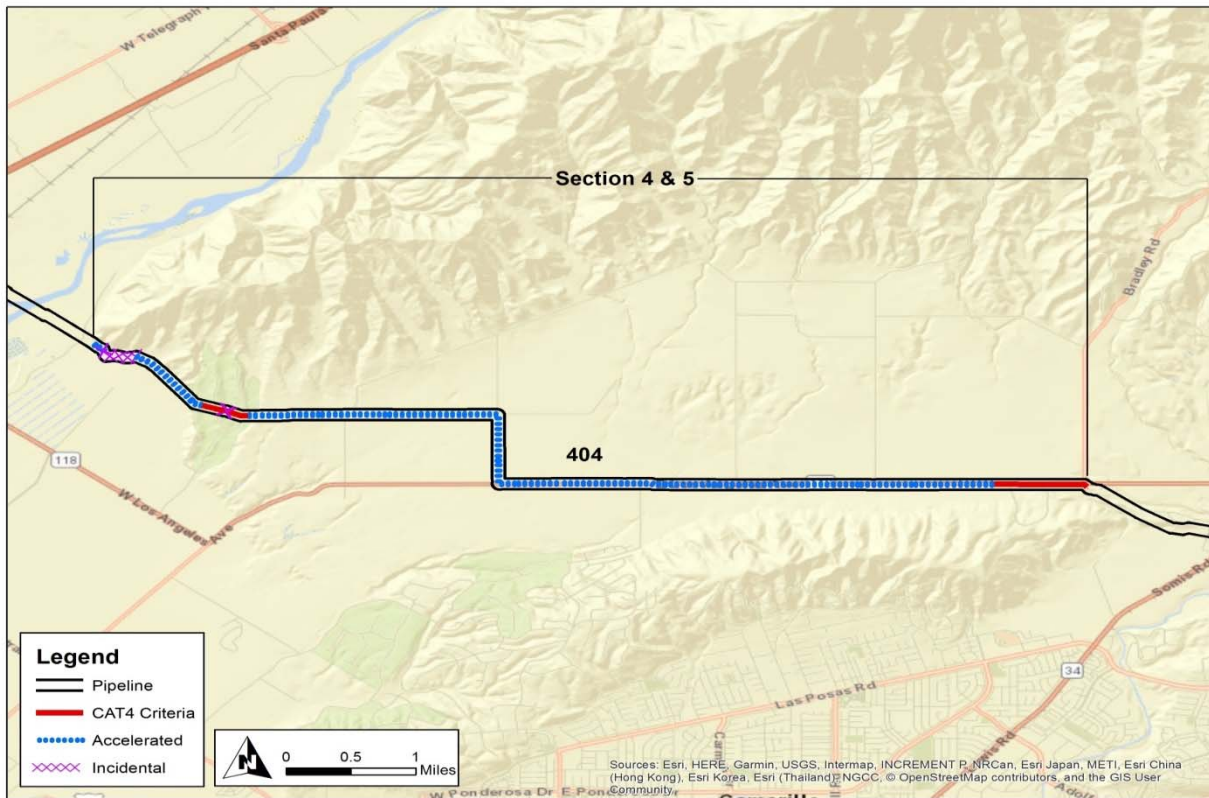 W Telegraph
Santa Paula
Section 4 & 5
Bradley Rd
118
W Los Angeles Ave
404
Somis Rd
34
Las Posas Rd
Legend
Pipeline
CAT4 Criteria
Accelerated
Incidental
N
0 0.5 1
Miles
Sources: Esri, HERE, Garmin, USGS, Intermap, INCREMENT P, NRCan, Esri Japan, METI, Esri China
(Hong Kong), Esri Korea, Esri (Thailand), NGCC, © OpenStreetMap contributors, and the GIS User
Community
W Ponderosa Dr E Ponderosa Dr